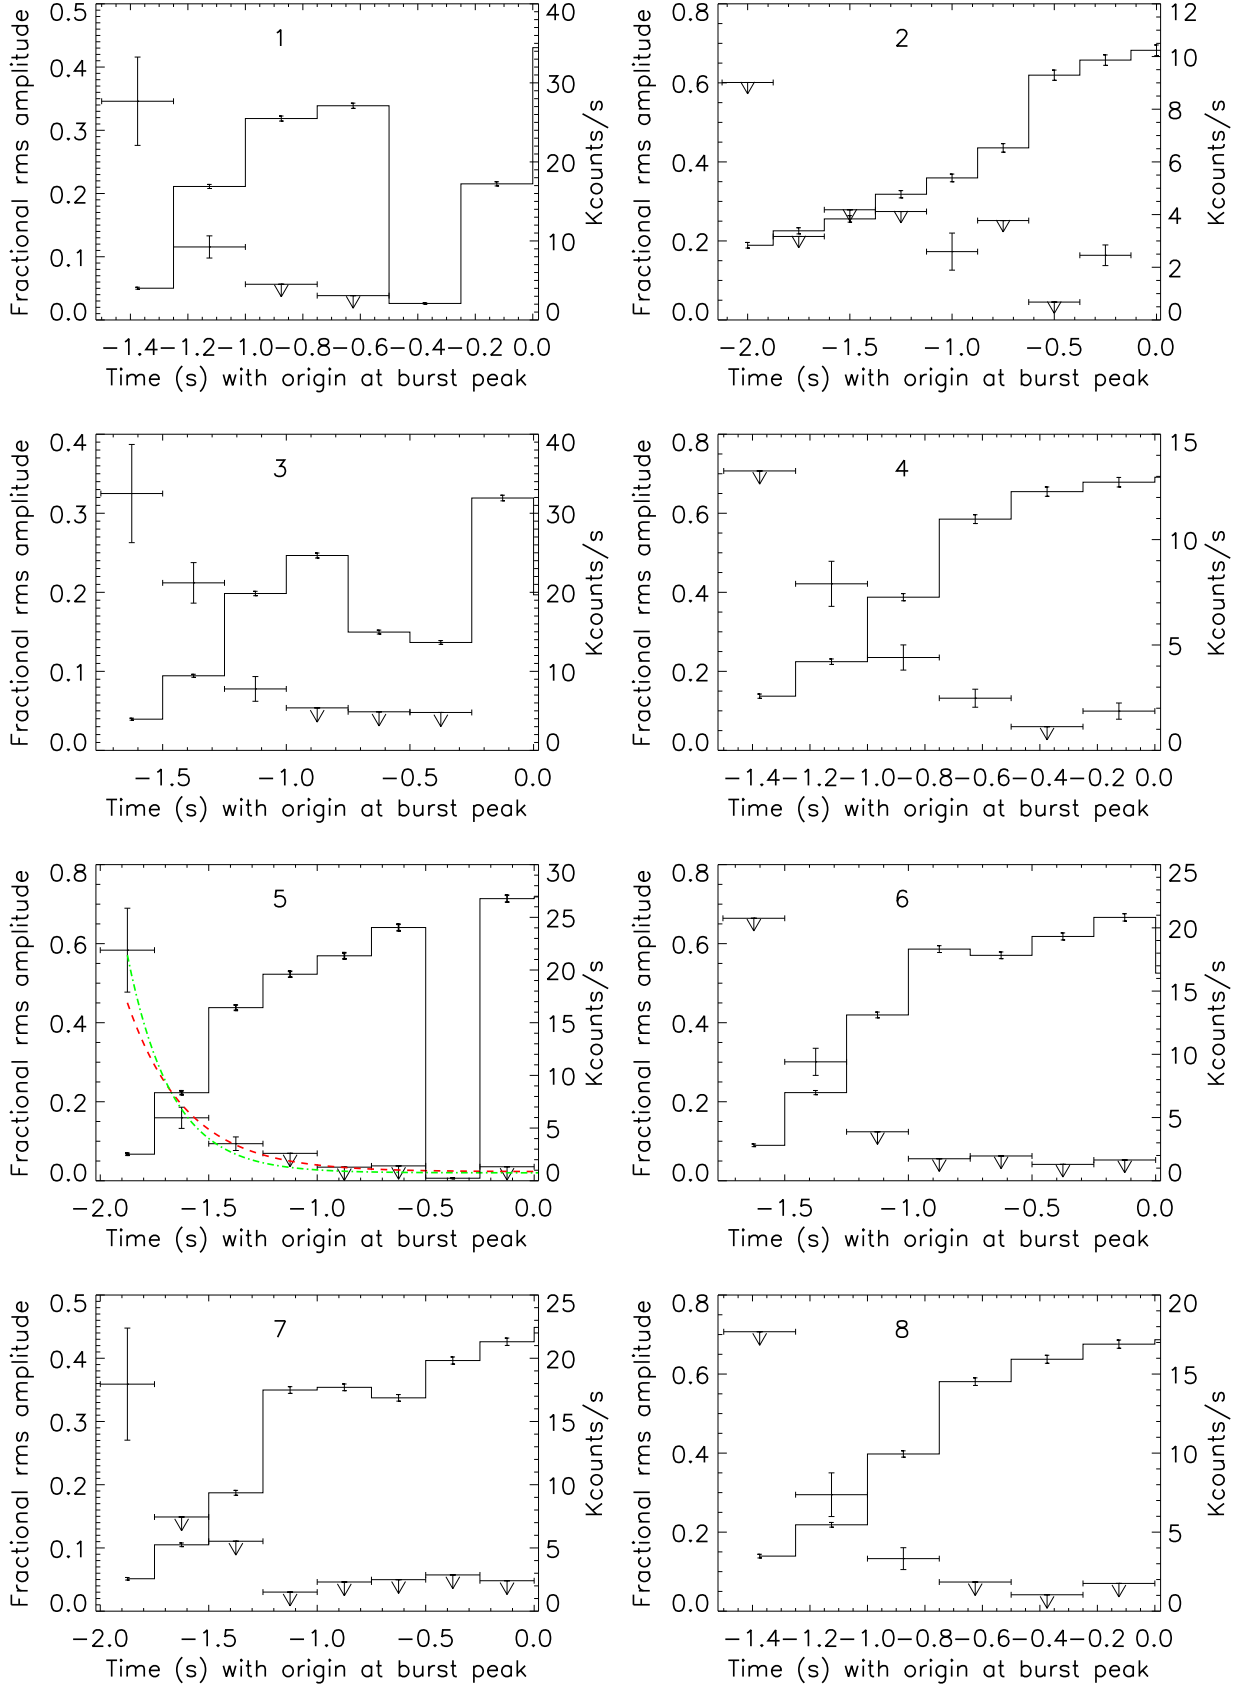 0.5 0.4 0.3 0.2 0.1 0.0
Fractional rms amplitude
1
40 30 20 10 0
Kcounts/s
−1.4−1.2−1.0−0.8−0.6−0.4−0.2 0.0
Time (s) with origin at burst peak
0.8 0.6 0.4 0.2 0.0
Fractional rms amplitude
2
12 10 8 6 4 2 0
Kcounts/s
−2.0 −1.5 −1.0 −0.5 0.0
Time (s) with origin at burst peak
0.4 0.3 0.2 0.1 0.0
Fractional rms amplitude
3
40 30 20 10 0
Kcounts/s
−1.5 −1.0 −0.5 0.0
Time (s) with origin at burst peak
0.8 0.6 0.4 0.2 0.0
Fractional rms amplitude
4
15 10 5 0
Kcounts/s
−1.4−1.2−1.0−0.8−0.6−0.4−0.2 0.0
Time (s) with origin at burst peak
0.8 0.6 0.4 0.2 0.0
Fractional rms amplitude
5
30 25 20 15 10 5 0
Kcounts/s
−2.0 −1.5 −1.0 −0.5 0.0
Time (s) with origin at burst peak
0.8 0.6 0.4 0.2 0.0
Fractional rms amplitude
6
25 20 15 10 5 0
Kcounts/s
−1.5 −1.0 −0.5 0.0
Time (s) with origin at burst peak
0.5 0.4 0.3 0.2 0.1 0.0
Fractional rms amplitude
7
25 20 15 10 5 0
Kcounts/s
−2.0 −1.5 −1.0 −0.5 0.0
Time (s) with origin at burst peak
0.8 0.6 0.4 0.2 0.0
Fractional rms amplitude
8
20 15 10 5 0
Kcounts/s
−1.4−1.2−1.0−0.8−0.6−0.4−0.2 0.0
Time (s) with origin at burst peak